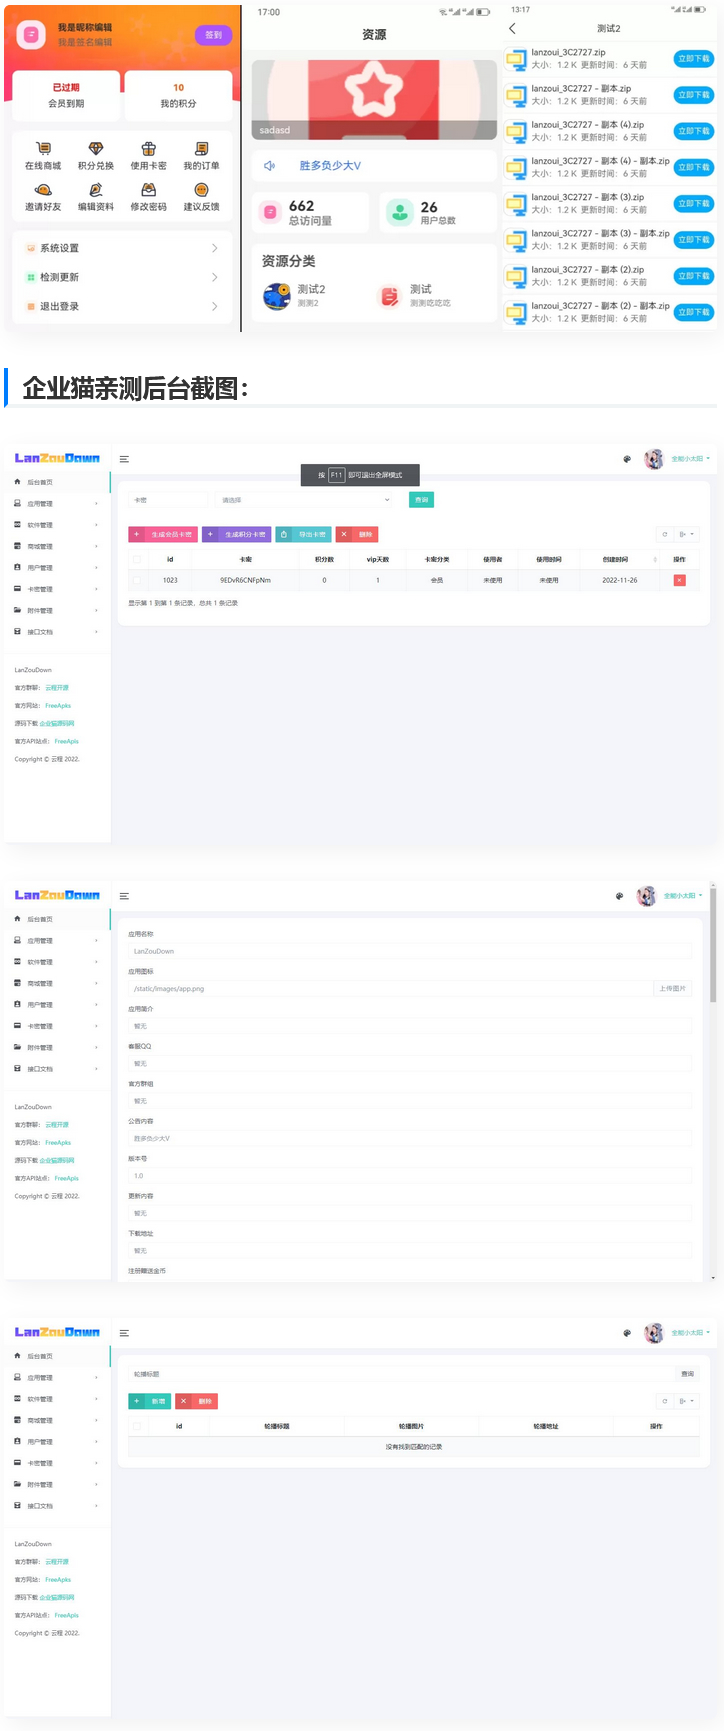 我是昵称编辑
我是签名编辑
签到
已过期
会员到期
10
我的积分
在线商城
积分兑换
使用卡密
我的订单
邀请好友
编辑资料
修改密码
建议反馈
系统设置
检测更新
退出登录
17:00
资源
sadasd
胜多负少大V
662
总访问量
26
用户总数
资源分类
测试2
测测2
测试
测测吃吃吃
13:17
测试2
lanzoui_3C2727.zip
大小：1.2 K 更新时间：6 天前
立即下载
lanzoui_3C2727 - 副本.zip
大小：1.2 K 更新时间：6 天前
立即下载
lanzoui_3C2727 - 副本 (4).zip
大小：1.2 K 更新时间：6 天前
立即下载
lanzoui_3C2727 - 副本 (4) - 副本.zip
大小：1.2 K 更新时间：6 天前
立即下载
lanzoui_3C2727 - 副本 (3).zip
大小：1.2 K 更新时间：6 天前
立即下载
lanzoui_3C2727 - 副本 (3) - 副本.zip
大小：1.2 K 更新时间：6 天前
立即下载
lanzoui_3C2727 - 副本 (2).zip
大小：1.2 K 更新时间：6 天前
立即下载
lanzoui_3C2727 - 副本 (2) - 副本.zip
大小：1.2 K 更新时间：6 天前
立即下载
企业猫亲测后台截图：
LanZouDown
全能小太阳
按 F11 即可退出全屏模式
后台首页
应用管理
软件管理
商城管理
用户管理
卡密管理
附件管理
接口文档
LanZouDown
官方群聊： 云程开源
官方网站： FreeApks
源码下载 企业猫源码网
官方API站点： FreeApis
Copyright © 云程 2022.
卡密
请选择
查询
生成会员卡密
生成积分卡密
导出卡密
删除
id 卡密 积分数 vip天数 卡密分类 使用者 使用时间 创建时间 操作
1023 9EDvR6CNFpNm 0 1 会员 未使用 未使用 2022-11-26
显示第 1 到第 1 条记录，总共 1 条记录
LanZouDown
全能小太阳
后台首页
应用管理
软件管理
商城管理
用户管理
卡密管理
附件管理
接口文档
LanZouDown
官方群聊： 云程开源
官方网站： FreeApks
源码下载 企业猫源码网
官方API站点： FreeApis
Copyright © 云程 2022.
应用名称
LanZouDown
应用图标
/static/images/app.png
上传图片
应用简介
暂无
客服QQ
暂无
官方群组
暂无
公告内容
胜多负少大V
版本号
1.0
更新内容
暂无
下载地址
暂无
注册赠送金币
LanZouDown
全能小太阳
后台首页
应用管理
软件管理
商城管理
用户管理
卡密管理
附件管理
接口文档
LanZouDown
官方群聊： 云程开源
官方网站： FreeApks
源码下载 企业猫源码网
官方API站点： FreeApis
Copyright © 云程 2022.
轮播标题
查询
新增
删除
id 轮播标题 轮播图片 轮播地址 操作
没有找到匹配的记录